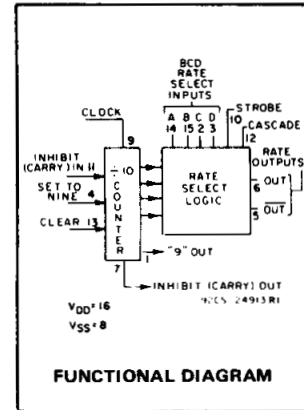 BCD
RATE
SELECT
INPUTS
A B C D
14 15 2 3
STROBE
10
CASCADE
12
CLOCK
9
RATE
OUTPUTS
INHIBIT
(CARRY) IN 11
SET TO
NINE 4
CLEAR 13
÷ 10
COUNTER
RATE
SELECT
LOGIC
6 OUT
5 OUT
1
"9" OUT
7
INHIBIT (CARRY) OUT
92CS-24913R1
VDD=16
VSS=8
FUNCTIONAL DIAGRAM